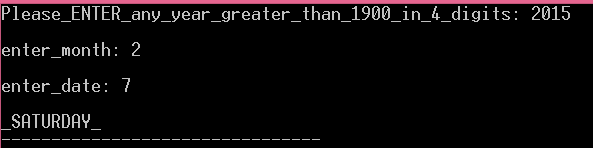 Please_ENTER_any_year_greater_than_1900_in_4_digits: 2015
enter_month: 2
enter_date: 7
_SATURDAY_
--------------------------------